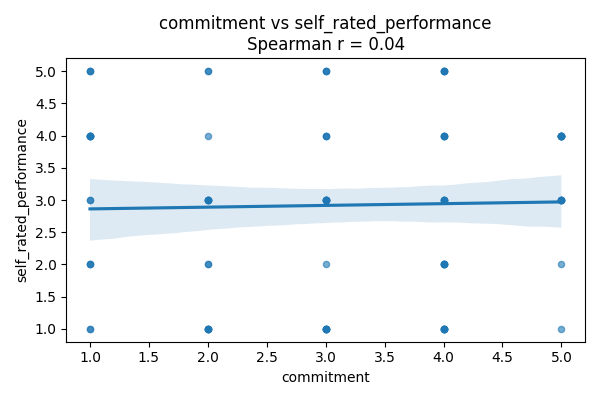 commitment vs self_rated_performance
Spearman r = 0.04
self_rated_performance
5.0
4.5
4.0
3.5
3.0
2.5
2.0
1.5
1.0
1.0 1.5 2.0 2.5 3.0 3.5 4.0 4.5 5.0
commitment